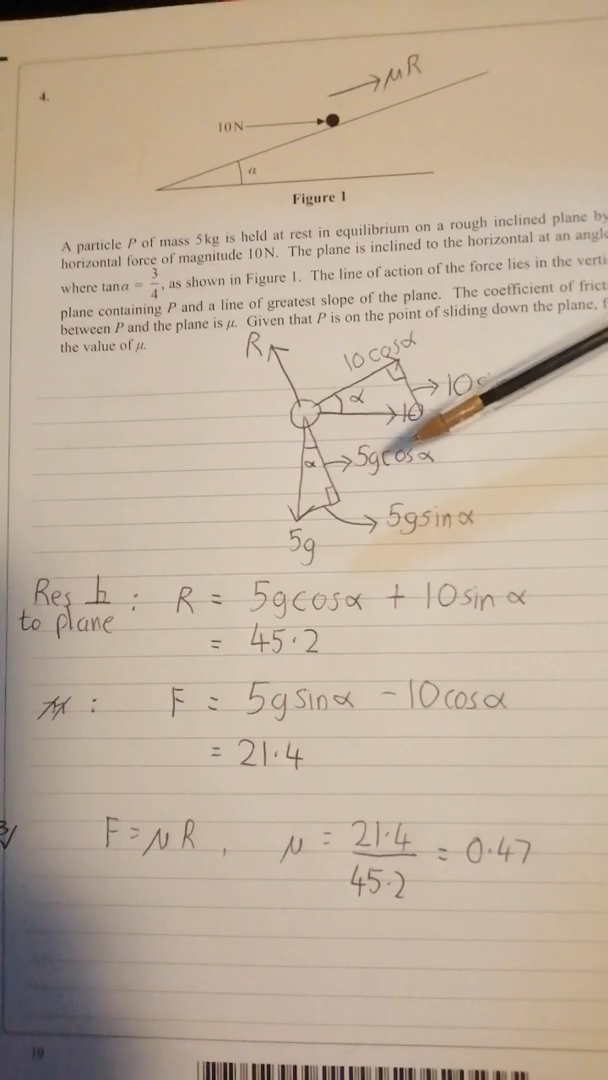 4.
μR
10N
α
Figure 1
A particle P of mass 5 kg is held at rest in equilibrium on a rough inclined plane by
horizontal force of magnitude 10N. The plane is inclined to the horizontal at an angle
where tan α = 3/4, as shown in Figure 1. The line of action of the force lies in the
plane containing P and a line of greatest slope of the plane. The coefficient of
between P and the plane is μ. Given that P is on the point of sliding down the plane,
the value of μ.
R
10cosα
α
10
10
5gcosα
α
5g
5gsinα
Res ⊥ : R = 5gcosα + 10sinα
to plane
= 45.2
: F = 5gsinα - 10cosα
= 21.4
F = μR , μ = 21.4/45.2 = 0.47
10